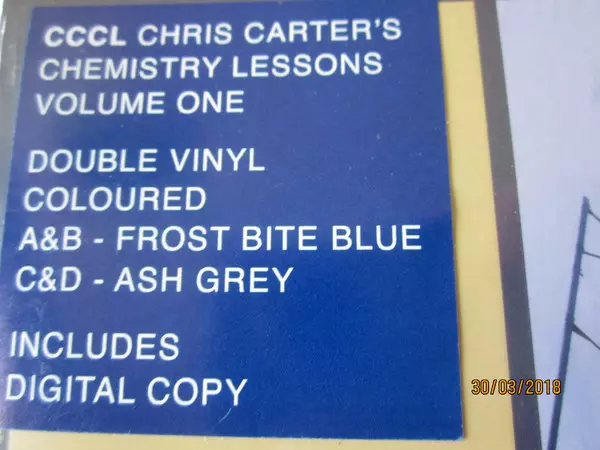 CCCL CHRIS CARTER'S
CHEMISTRY LESSONS
VOLUME ONE
DOUBLE VINYL
COLOURED
A&B - FROST BITE BLUE
C&D - ASH GREY
INCLUDES
DIGITAL COPY
30/03/2018